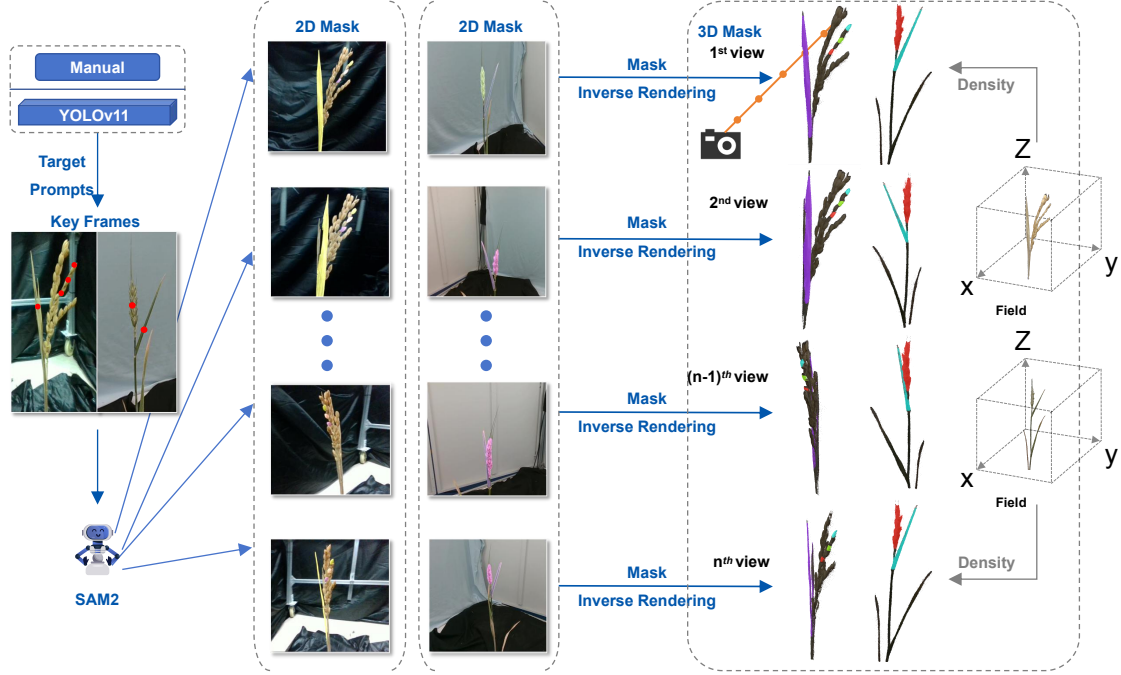 Manual
YOLOv11
Target
Prompts
Key Frames
SAM2
2D Mask
2D Mask
3D Mask
1st view
Mask
Inverse Rendering
2nd view
Mask
Inverse Rendering
(n-1)th view
Mask
Inverse Rendering
nth view
Mask
Inverse Rendering
Density
Z
x
y
Field
Z
x
y
Field
Density